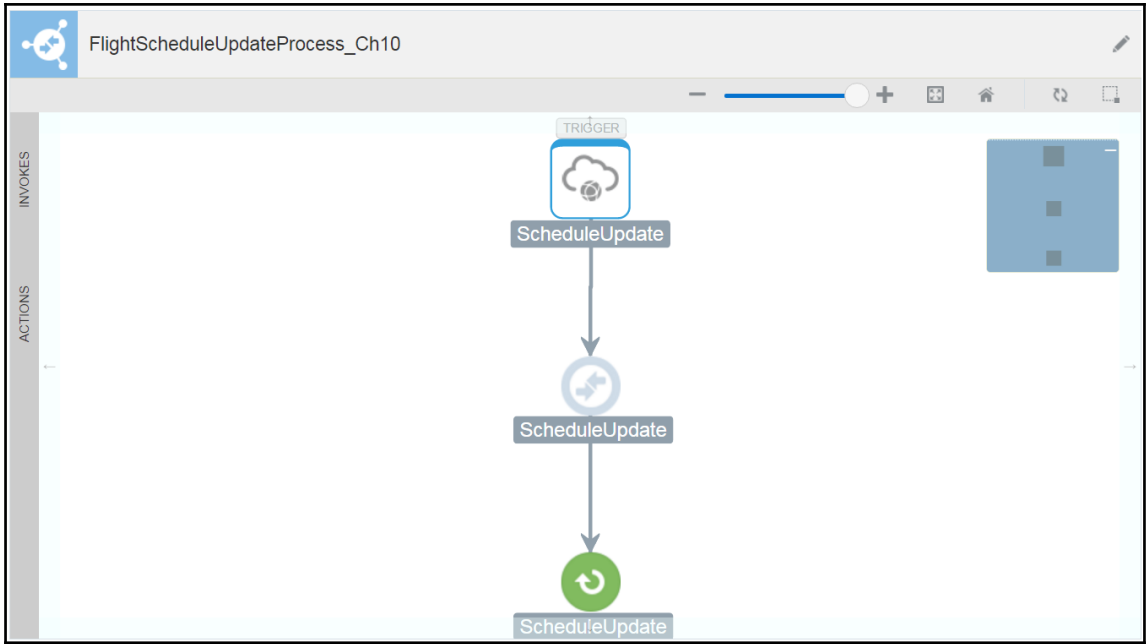 FlightScheduleUpdateProcess_Ch10
INVOKES
ACTIONS
TRIGGER
ScheduleUpdate
ScheduleUpdate
ScheduleUpdate